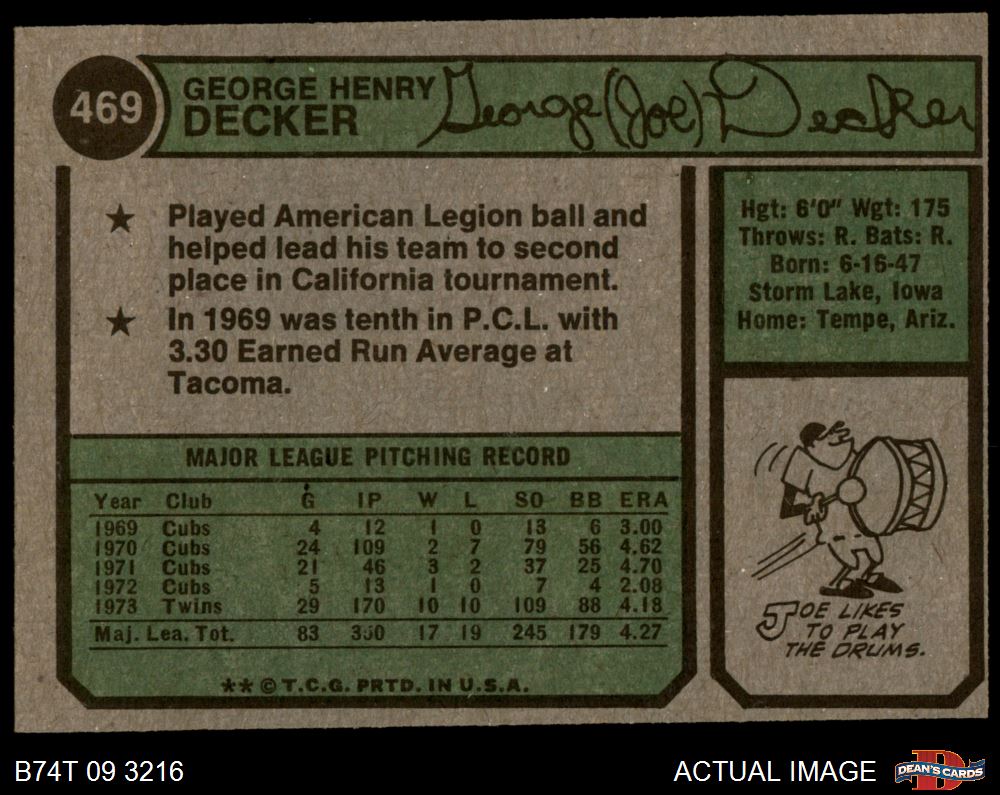 469
GEORGE HENRY
DECKER
George (Joe) Decker
★ Played American Legion ball and
helped lead his team to second
place in California tournament.
★ In 1969 was tenth in P.C.L. with
3.30 Earned Run Average at
Tacoma.
Hgt: 6'0" Wgt: 175
Throws: R. Bats: R.
Born: 6-16-47
Storm Lake, Iowa
Home: Tempe, Ariz.
MAJOR LEAGUE PITCHING RECORD
Year Club G IP W L SO BB ERA
1969 Cubs 4 12 1 0 13 6 3.00
1970 Cubs 24 109 2 7 79 56 4.62
1971 Cubs 21 46 3 2 37 25 4.70
1972 Cubs 5 13 1 0 7 4 2.08
1973 Twins 29 170 10 10 109 88 4.18
Maj. Lea. Tot. 83 350 17 19 245 179 4.27
** © T.C.G. PRTD. IN U.S.A.
JOE LIKES
TO PLAY
THE DRUMS.
B74T 09 3216
ACTUAL IMAGE
D
DEAN'S CARDS